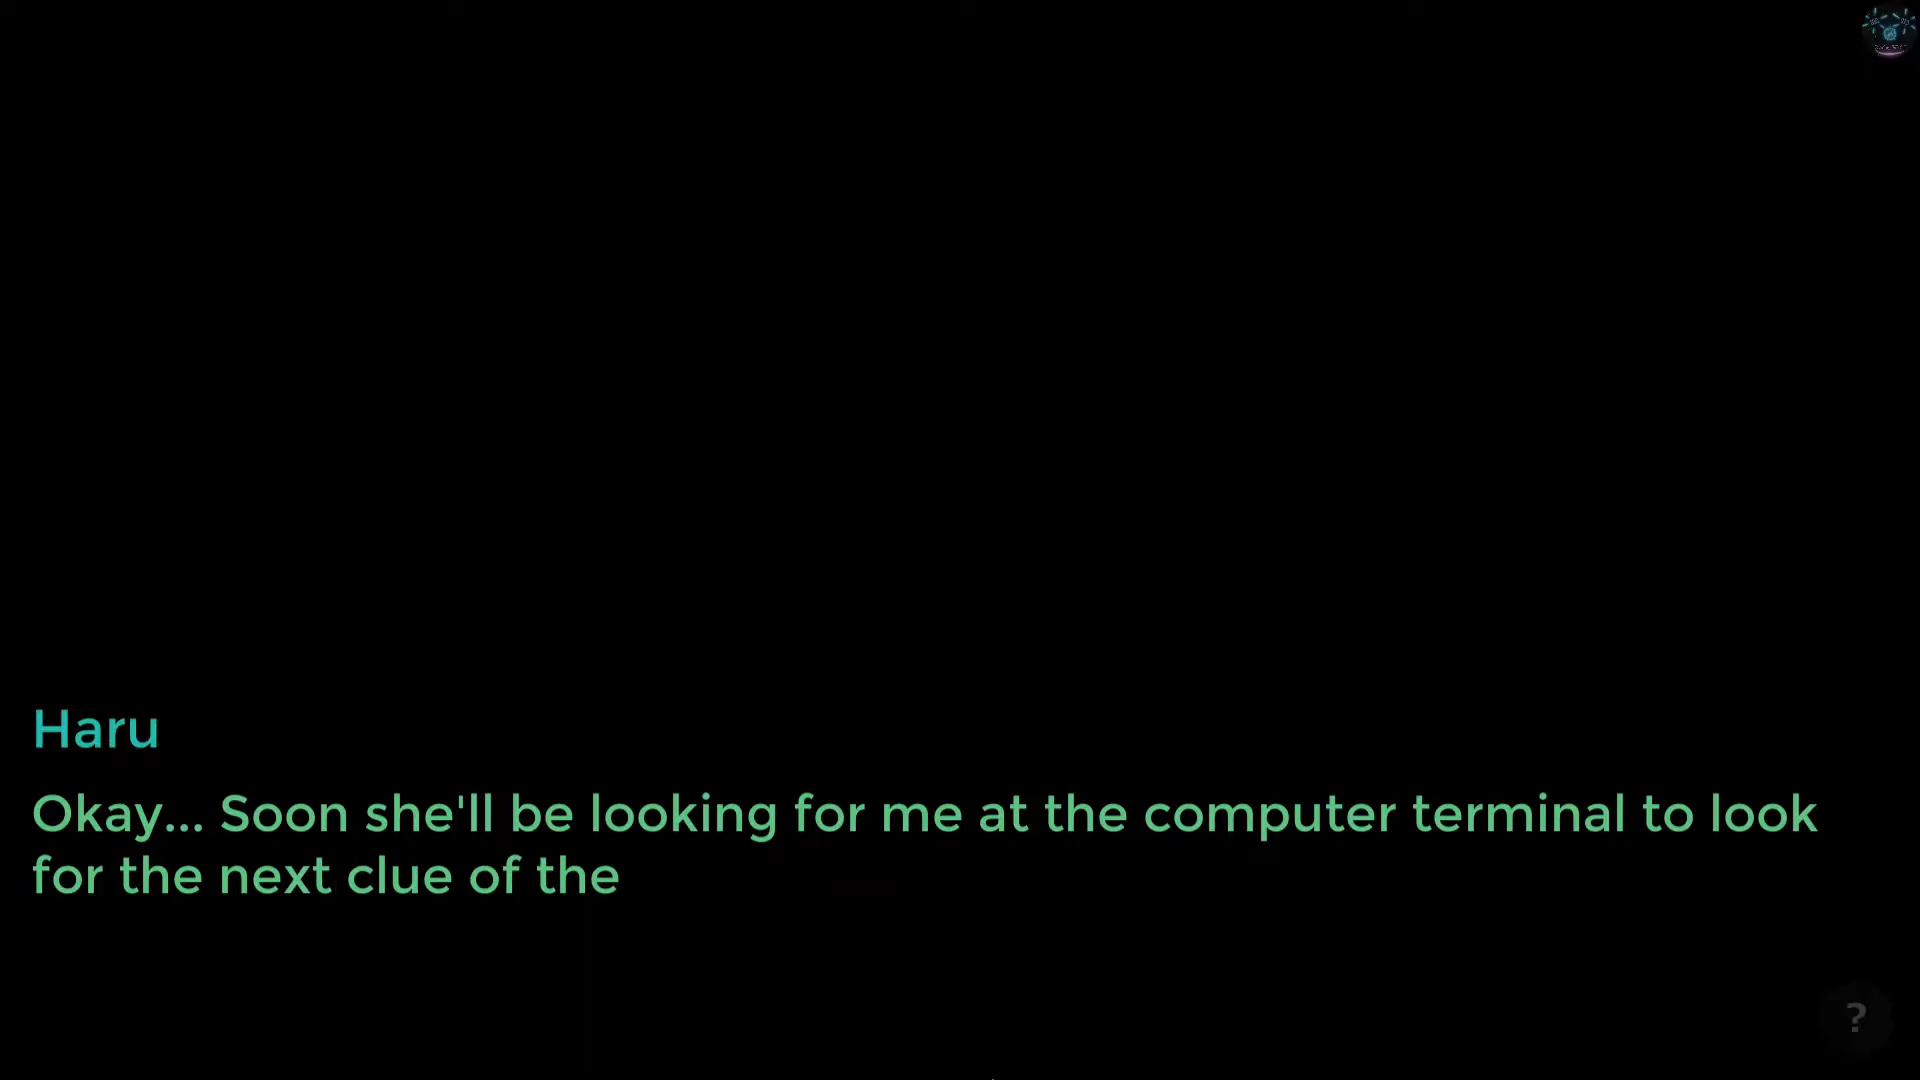 Haru
Okay... Soon she'll be looking for me at the computer terminal to look
for the next clue of the
?